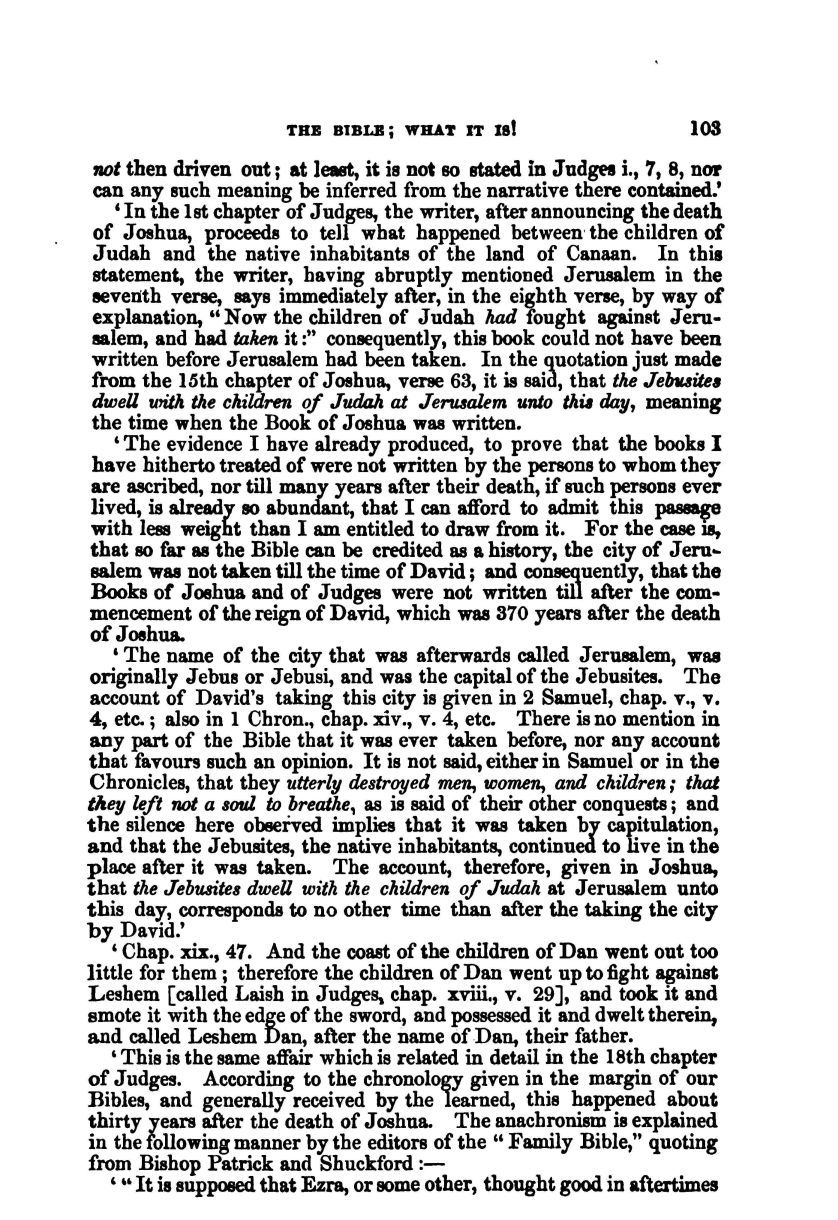 THE BIBLE; WHAT IT IS! 103
not then driven out; at least, it is not so stated in Judges i., 7, 8, nor
can any such meaning be inferred from the narrative there contained.'
‘In the 1st chapter of Judges, the writer, after announcing the death
of Joshua, proceeds to tell what happened between the children of
Judah and the native inhabitants of the land of Canaan. In this
statement, the writer, having abruptly mentioned Jerusalem in the
seventh verse, says immediately after, in the eighth verse, by way of
explanation, “Now the children of Judah had fought against Jeru-
salem, and had taken it:” consequently, this book could not have been
written before Jerusalem had been taken. In the quotation just made
from the 15th chapter of Joshua, verse 63, it is said, that the Jebusites
dwell with the children of Judah at Jerusalem unto this day, meaning
the time when the Book of Joshua was written.
‘The evidence I have already produced, to prove that the books I
have hitherto treated of were not written by the persons to whom they
are ascribed, nor till many years after their death, if such persons ever
lived, is already so abundant, that I can afford to admit this passage
with less weight than I am entitled to draw from it. For the case is,
that so far as the Bible can be credited as a history, the city of Jeru-
salem was not taken till the time of David; and consequently, that the
Books of Joshua and of Judges were not written till after the com-
mencement of the reign of David, which was 370 years after the death
of Joshua.
‘The name of the city that was afterwards called Jerusalem, was
originally Jebus or Jebusi, and was the capital of the Jebusites. The
account of David's taking this city is given in 2 Samuel, chap. v., v.
4, etc.; also in 1 Chron., chap. xiv., v. 4, etc. There is no mention in
any part of the Bible that it was ever taken before, nor any account
that favours such an opinion. It is not said, either in Samuel or in the
Chronicles, that they utterly destroyed men, women, and children; that
they left not a soul to breathe, as is said of their other conquests; and
the silence here observed implies that it was taken by capitulation,
and that the Jebusites, the native inhabitants, continued to live in the
place after it was taken. The account, therefore, given in Joshua,
that the Jebusites dwell with the children of Judah at Jerusalem unto
this day, corresponds to no other time than after the taking the city
by David.'
‘Chap. xix., 47. And the coast of the children of Dan went out too
little for them; therefore the children of Dan went up to fight against
Leshem [called Laish in Judges, chap. xviii., v. 29], and took it and
smote it with the edge of the sword, and possessed it and dwelt therein,
and called Leshem Dan, after the name of Dan, their father.
‘This is the same affair which is related in detail in the 18th chapter
of Judges. According to the chronology given in the margin of our
Bibles, and generally received by the learned, this happened about
thirty years after the death of Joshua. The anachronism is explained
in the following manner by the editors of the “Family Bible,” quoting
from Bishop Patrick and Shuckford:—
‘“It is supposed that Ezra, or some other, thought good in aftertimes